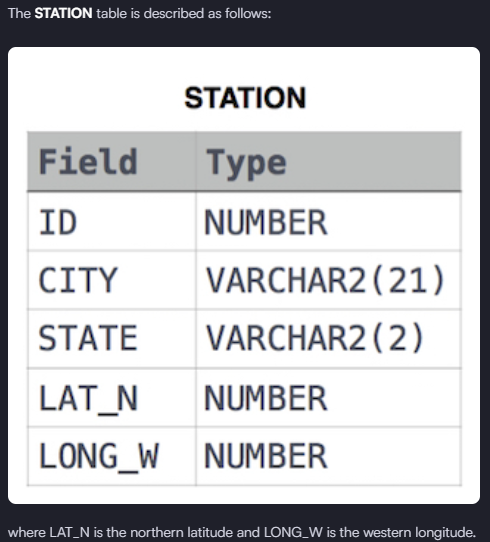 The STATION table is described as follows:
STATION
Field Type
ID NUMBER
CITY VARCHAR2(21)
STATE VARCHAR2(2)
LAT_N NUMBER
LONG_W NUMBER
where LAT_N is the northern latitude and LONG_W is the western longitude.